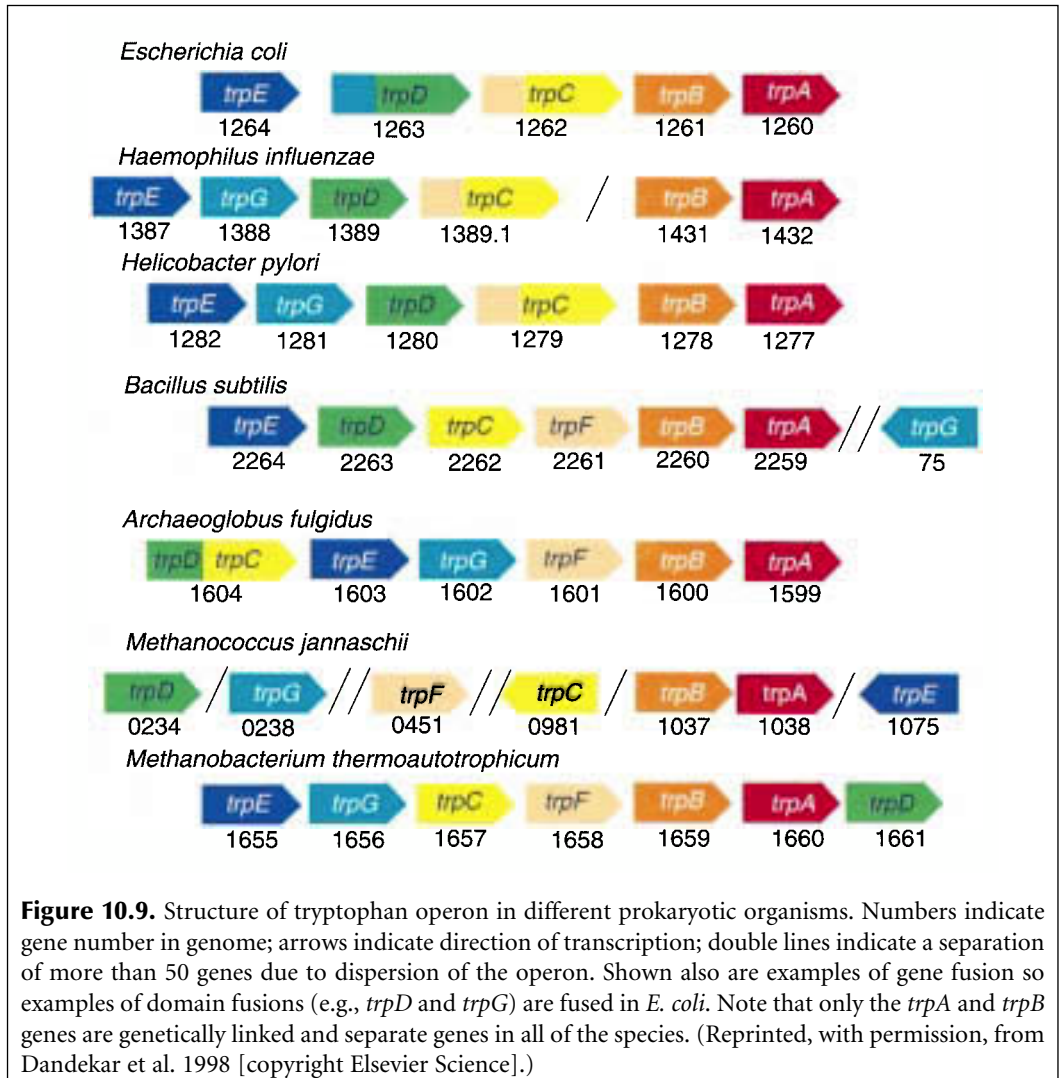 Escherichia coli
trpE trpD trpC trpB trpA
1264 1263 1262 1261 1260
Haemophilus influenzae
trpE trpG trpD trpC / trpB trpA
1387 1388 1389 1389.1 1431 1432
Helicobacter pylori
trpE trpG trpD trpC trpB trpA
1282 1281 1280 1279 1278 1277
Bacillus subtilis
trpE trpD trpC trpF trpB trpA // trpG
2264 2263 2262 2261 2260 2259 75
Archaeoglobus fulgidus
trpD trpC trpE trpG trpF trpB trpA
1604 1603 1602 1601 1600 1599
Methanococcus jannaschii
trpD / trpG // trpF // trpC / trpB trpA / trpE
0234 0238 0451 0981 1037 1038 1075
Methanobacterium thermoautotrophicum
trpE trpG trpC trpF trpB trpA trpD
1655 1656 1657 1658 1659 1660 1661
Figure 10.9. Structure of tryptophan operon in different prokaryotic organisms. Numbers indicate
gene number in genome; arrows indicate direction of transcription; double lines indicate a separation
of more than 50 genes due to dispersion of the operon. Shown also are examples of gene fusion so
examples of domain fusions (e.g., trpD and trpG) are fused in E. coli. Note that only the trpA and trpB
genes are genetically linked and separate genes in all of the species. (Reprinted, with permission, from
Dandekar et al. 1998 [copyright Elsevier Science].)